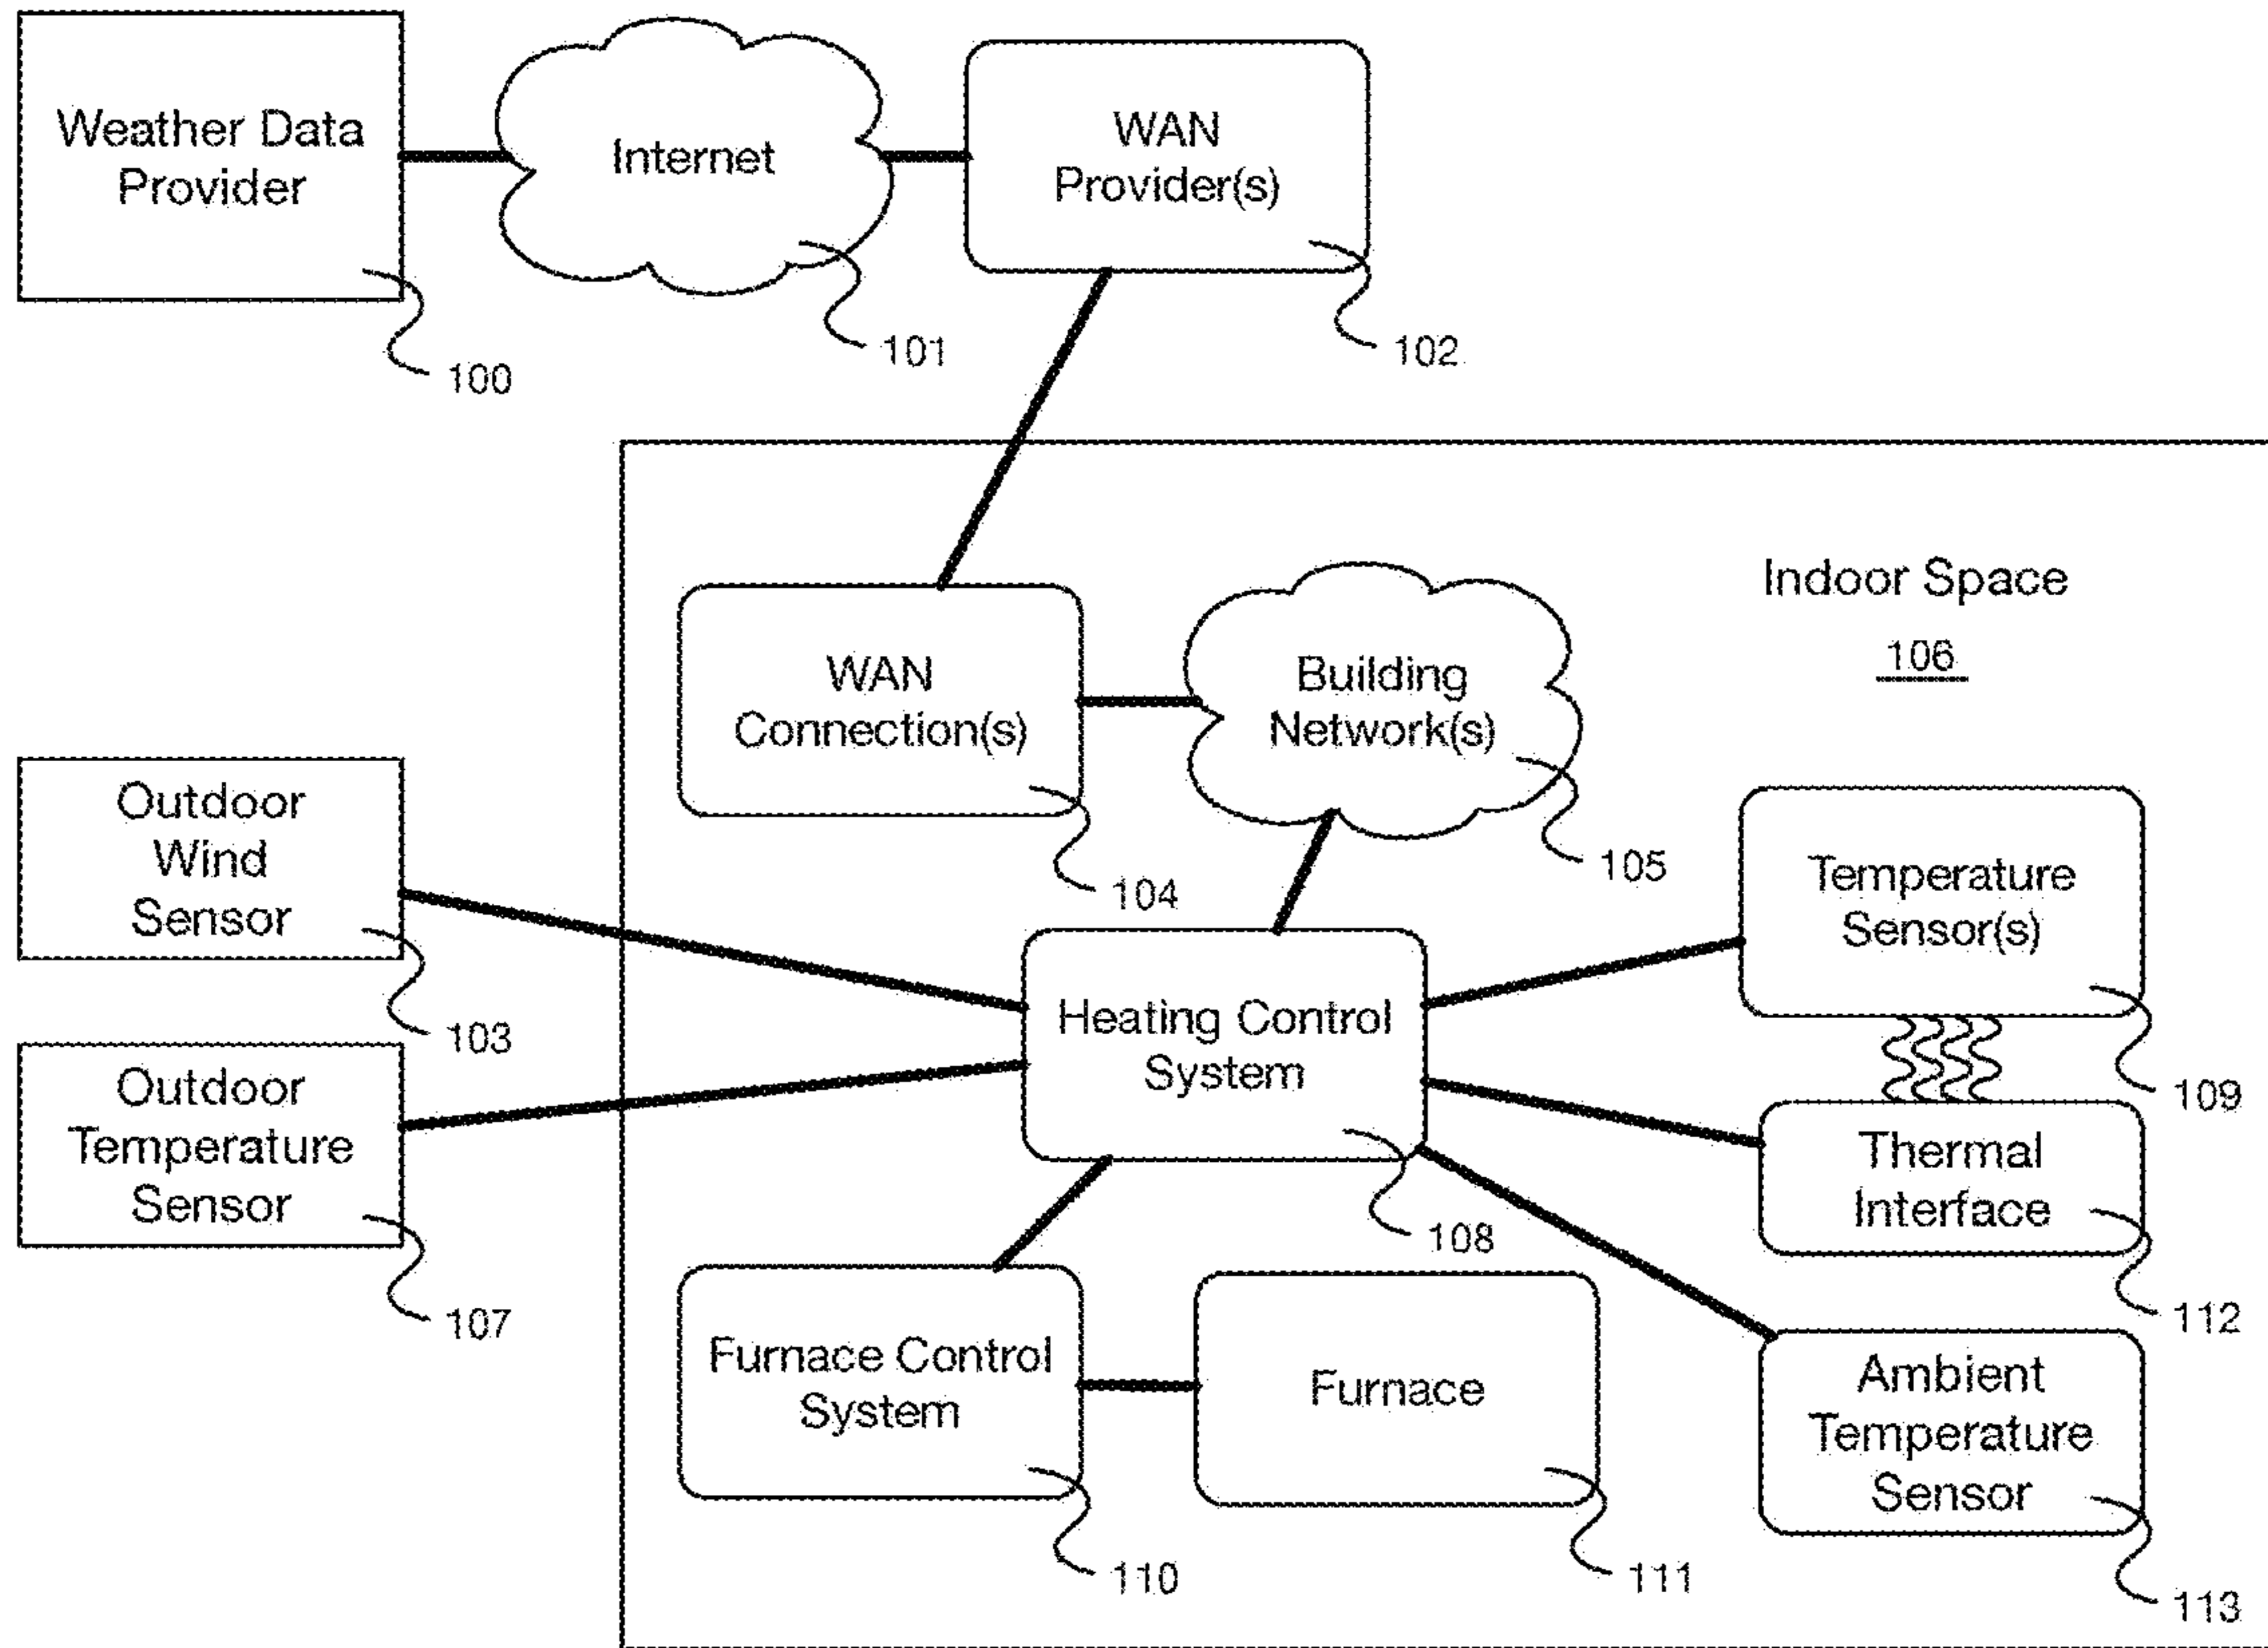 Weather Data
Provider
100
Internet
101
WAN
Provider(s)
102
Indoor Space
106
WAN
Connection(s)
104
Building
Network(s)
105
Outdoor
Wind
Sensor
103
Outdoor
Temperature
Sensor
107
Heating Control
System
108
Temperature
Sensor(s)
109
Thermal
Interface
112
Furnace Control
System
110
Furnace
111
Ambient
Temperature
Sensor
113